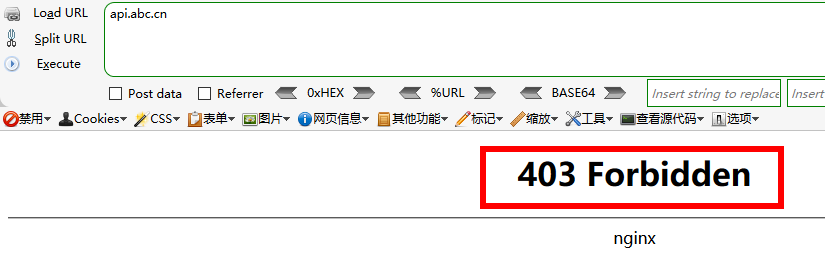 Load URL
api.abc.cn
Split URL
Execute
Post data Referrer 0xHEX %URL BASE64 Insert string to replace Insert
禁用 Cookies CSS 表单 图片 网页信息 其他功能 标记 缩放 工具 查看源代码 选项
403 Forbidden
nginx